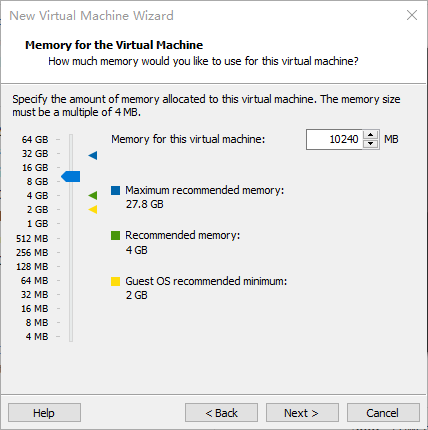 New Virtual Machine Wizard
Memory for the Virtual Machine
How much memory would you like to use for this virtual machine?
Specify the amount of memory allocated to this virtual machine. The memory size
must be a multiple of 4 MB.
64 GB
32 GB
16 GB
8 GB
4 GB
2 GB
1 GB
512 MB
256 MB
128 MB
64 MB
32 MB
16 MB
8 MB
4 MB
Memory for this virtual machine:
10240
MB
Maximum recommended memory:
27.8 GB
Recommended memory:
4 GB
Guest OS recommended minimum:
2 GB
Help
< Back
Next >
Cancel